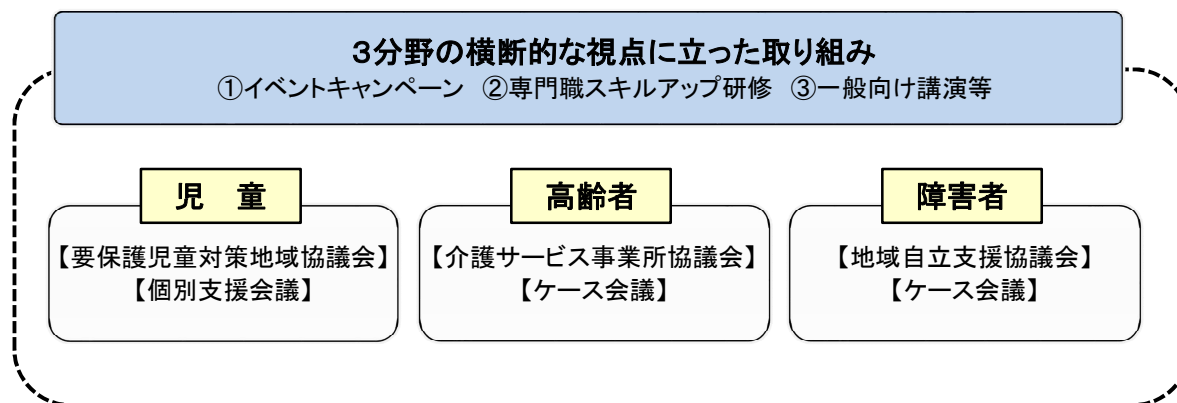 ３分野の横断的な視点に立った取り組み
①イベントキャンペーン ②専門職スキルアップ研修 ③一般向け講演等
児　童
【要保護児童対策地域協議会】
【個別支援会議】
高齢者
【介護サービス事業所協議会】
【ケース会議】
障害者
【地域自立支援協議会】
【ケース会議】